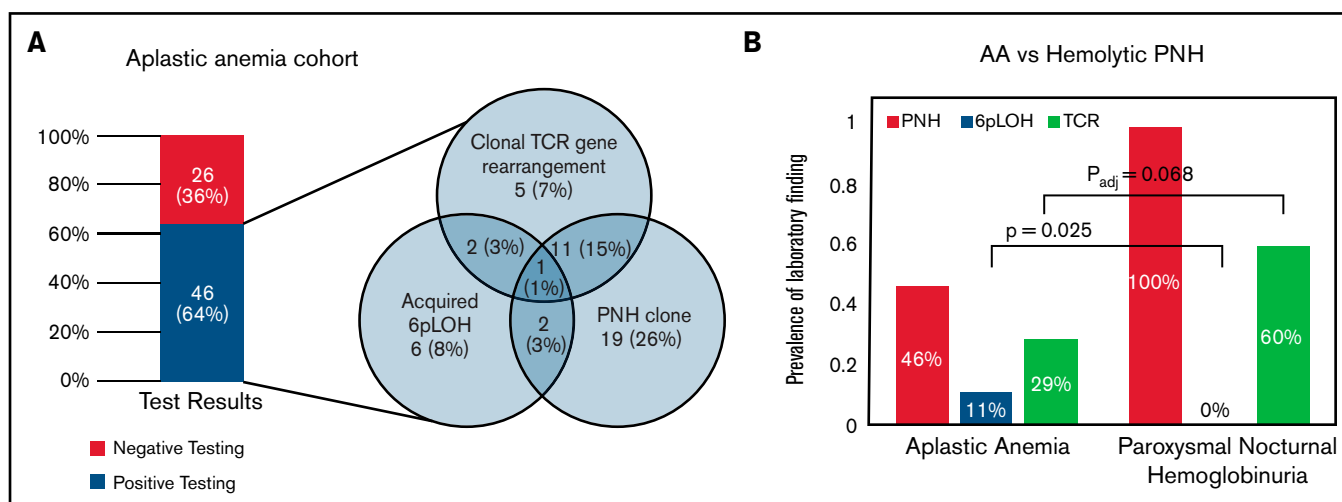 A
Aplastic anemia cohort
100%
80%
60%
40%
20%
0%
26
(36%)
46
(64%)
Test Results
Negative Testing
Positive Testing
Clonal TCR gene
rearrangement
5 (7%)
2 (3%)
11 (15%)
1
(1%)
Acquired
6pLOH
6 (8%)
2
(3%)
PNH clone
19 (26%)
B
AA vs Hemolytic PNH
Prevalence of laboratory finding
1
0.8
0.6
0.4
0.2
0
PNH 6pLOH TCR
Padj = 0.068
p = 0.025
46%
11%
29%
100%
0%
60%
Aplastic Anemia
Paroxysmal Nocturnal
Hemoglobinuria